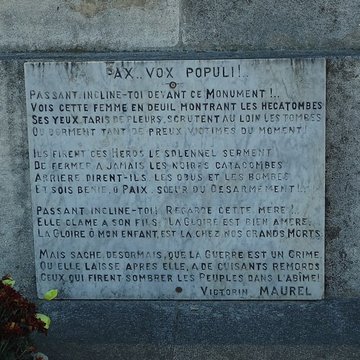 PAX.. VOX POPULI!..
PASSANT, INCLINE-TOI DEVANT CE MONUMENT!..
VOIS CETTE FEMME EN DEUIL MONTRANT LES HECATOMBES
SES YEUX, TARIS DE PLEURS, SCRUTENT AU LOIN LES TOMBES
OU DORMENT TANT DE PREUX VICTIMES DU MOMENT!
ILS FIRENT CES HEROS LE SOLENNEL SERMENT
DE FERMER A JAMAIS LES NOIRES CATACOMBES
ARRIERE DIRENT-ILS, LES OBUS ET LES BOMBES
ET SOIS BENIE, O PAIX. SOEUR DU DESARMEMENT!..
PASSANT INCLINE-TOI! REGARDE CETTE MERE!
ELLE CLAME A SON FILS "LA GLOIRE EST BIEN AMERE,
LA GLOIRE O MON ENFANT, EST LA CHEZ NOS GRANDS MORTS
MAIS SACHE, DESORMAIS, QUE LA GUERRE EST UN CRIME
QU'ELLE LAISSE APRES ELLE, A DE CUISANTS REMORDS
CEUX, QUI FIRENT SOMBRER LES PEUPLES DANS L'ABIME!
VICTORIN MAUREL